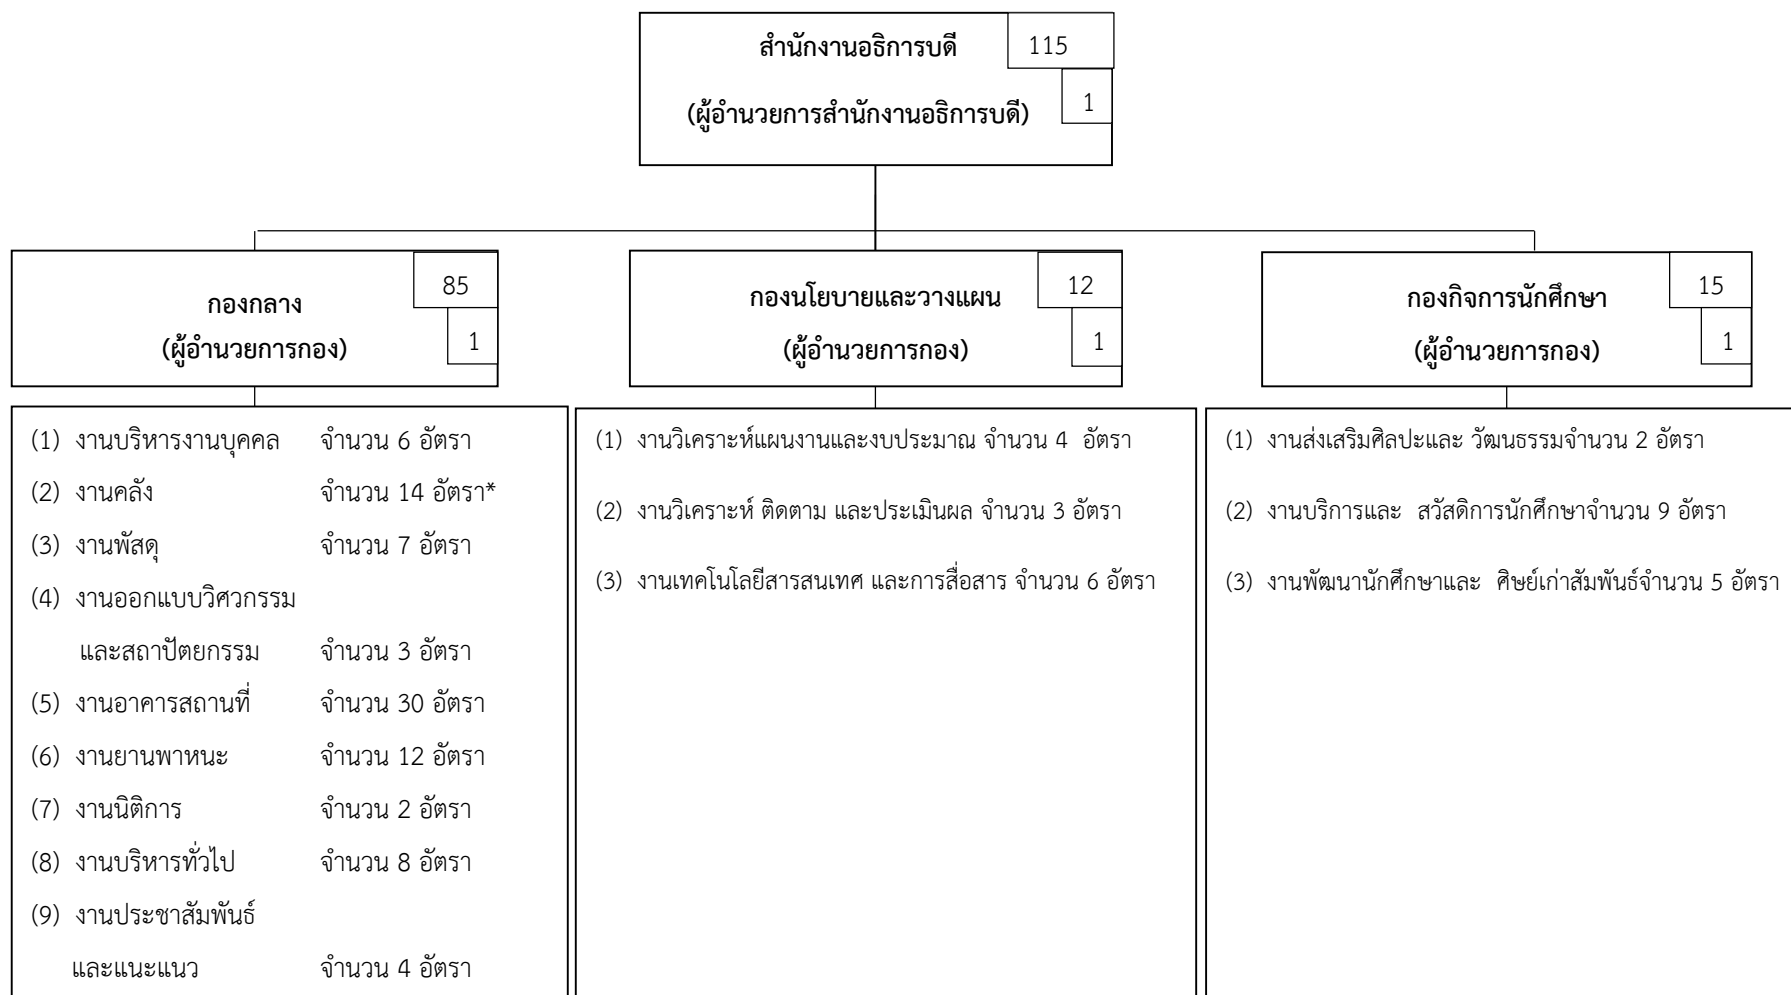 สำนักงานอธิการบดี 115
(ผู้อำนวยการสำนักงานอธิการบดี) 1
กองกลาง 85
(ผู้อำนวยการกอง) 1
(1) งานบริหารงานบุคคล จำนวน 6 อัตรา
(2) งานคลัง จำนวน 14 อัตรา*
(3) งานพัสดุ จำนวน 7 อัตรา
(4) งานออกแบบวิศวกรรม
และสถาปัตยกรรม จำนวน 3 อัตรา
(5) งานอาคารสถานที่ จำนวน 30 อัตรา
(6) งานยานพาหนะ จำนวน 12 อัตรา
(7) งานนิติการ จำนวน 2 อัตรา
(8) งานบริหารทั่วไป จำนวน 8 อัตรา
(9) งานประชาสัมพันธ์
และแนะแนว จำนวน 4 อัตรา
กองนโยบายและวางแผน 12
(ผู้อำนวยการกอง) 1
(1) งานวิเคราะห์แผนงานและงบประมาณ จำนวน 4 อัตรา
(2) งานวิเคราะห์ ติดตาม และประเมินผล จำนวน 3 อัตรา
(3) งานเทคโนโลยีสารสนเทศ และการสื่อสาร จำนวน 6 อัตรา
กองกิจการนักศึกษา 15
(ผู้อำนวยการกอง) 1
(1) งานส่งเสริมศิลปะและ วัฒนธรรมจำนวน 2 อัตรา
(2) งานบริการและ สวัสดิการนักศึกษาจำนวน 9 อัตรา
(3) งานพัฒนานักศึกษาและ ศิษย์เก่าสัมพันธ์จำนวน 5 อัตรา